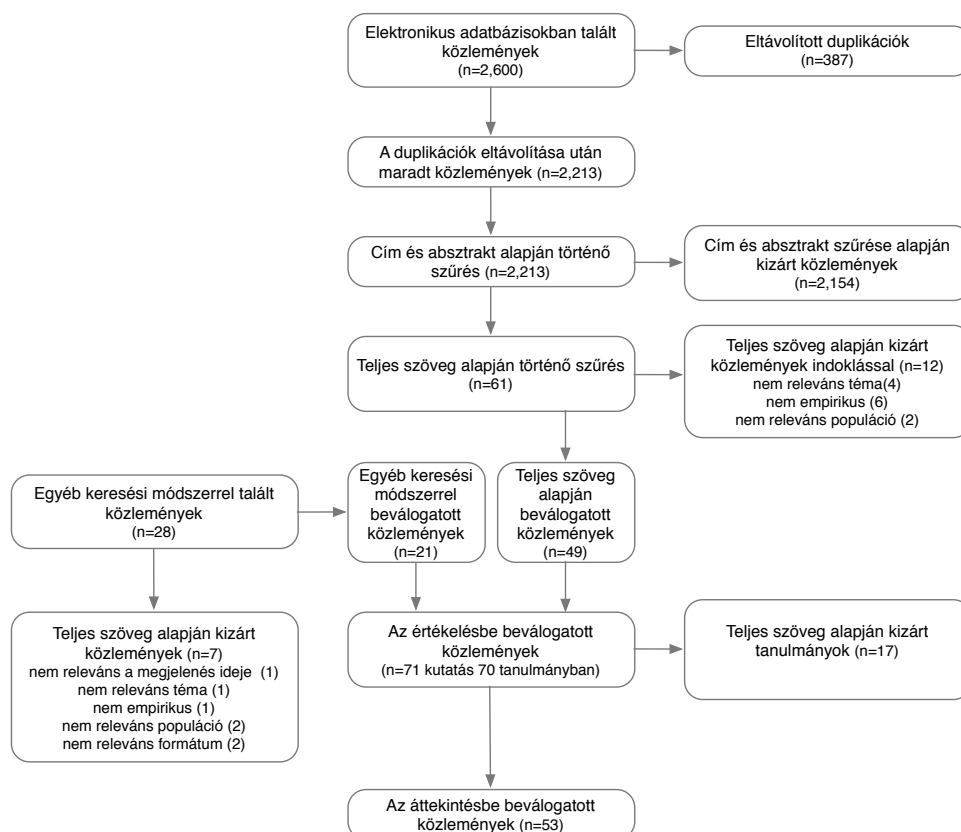 Elektronikus adatbázisokban talált
közlemények
(n=2,600)
Eltávolított duplikációk
(n=387)
A duplikációk eltávolítása után
maradt közlemények (n=2,213)
Cím és absztrakt alapján történő
szűrés (n=2,213)
Cím és absztrakt szűrése alapján
kizárt közlemények
(n=2,154)
Teljes szöveg alapján történő szűrés
(n=61)
Teljes szöveg alapján kizárt
közlemények indoklással (n=12)
nem releváns téma(4)
nem empirikus (6)
nem releváns populáció (2)
Egyéb keresési módszerrel talált
közlemények
(n=28)
Egyéb keresési
módszerrel
beválogatott
közlemények
(n=21)
Teljes szöveg
alapján
beválogatott
közlemények
(n=49)
Teljes szöveg alapján kizárt
közlemények
(n=7)
nem releváns a megjelenés ideje (1)
nem releváns téma (1)
nem empirikus (1)
nem releváns populáció (2)
nem releváns formátum (2)
Az értékelésbe beválogatott
közlemények
(n=71 kutatás 70 tanulmányban)
Teljes szöveg alapján kizárt
tanulmányok (n=17)
Az áttekintésbe beválogatott
közlemények (n=53)